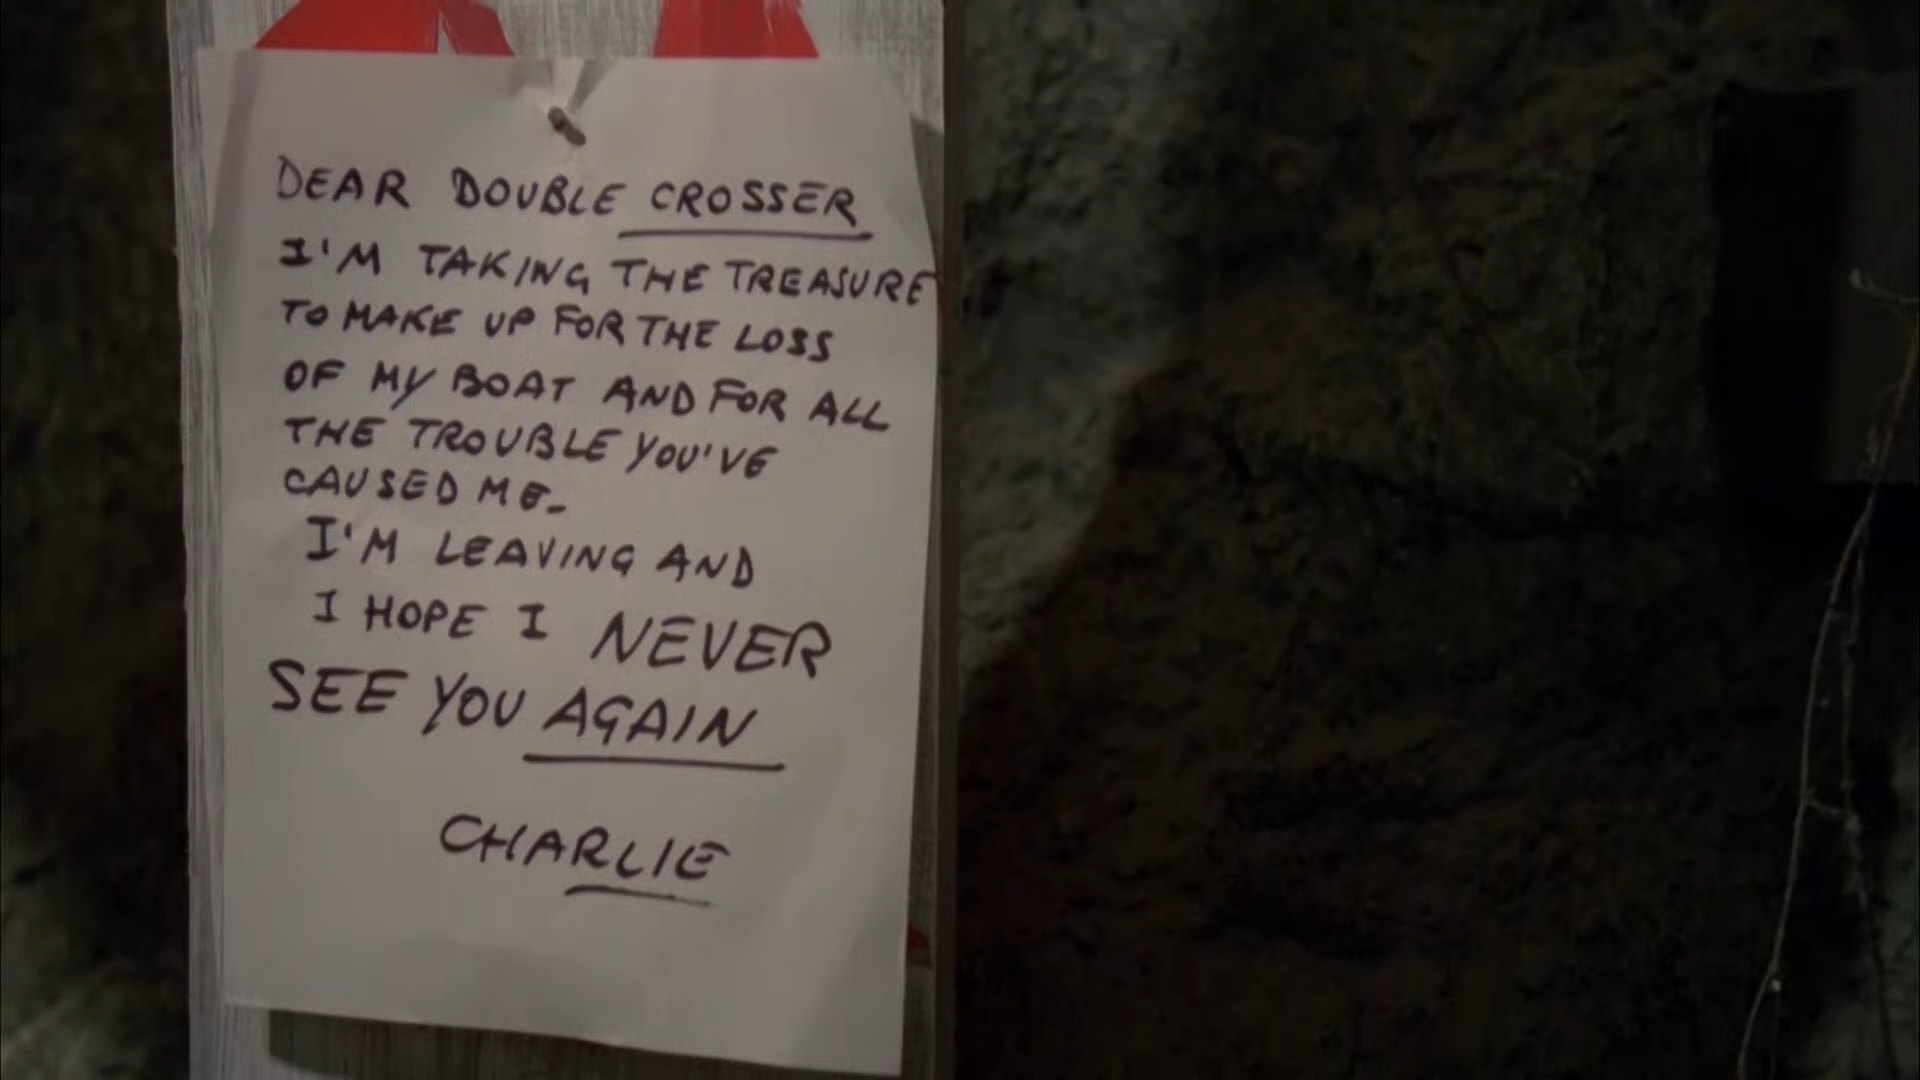 DEAR DOUBLE CROSSER
I'M TAKING THE TREASURE
TO MAKE UP FOR THE LOSS
OF MY BOAT AND FOR ALL
THE TROUBLE YOU'VE
CAUSED ME-
I'M LEAVING AND
I HOPE I NEVER
SEE YOU AGAIN
CHARLIE